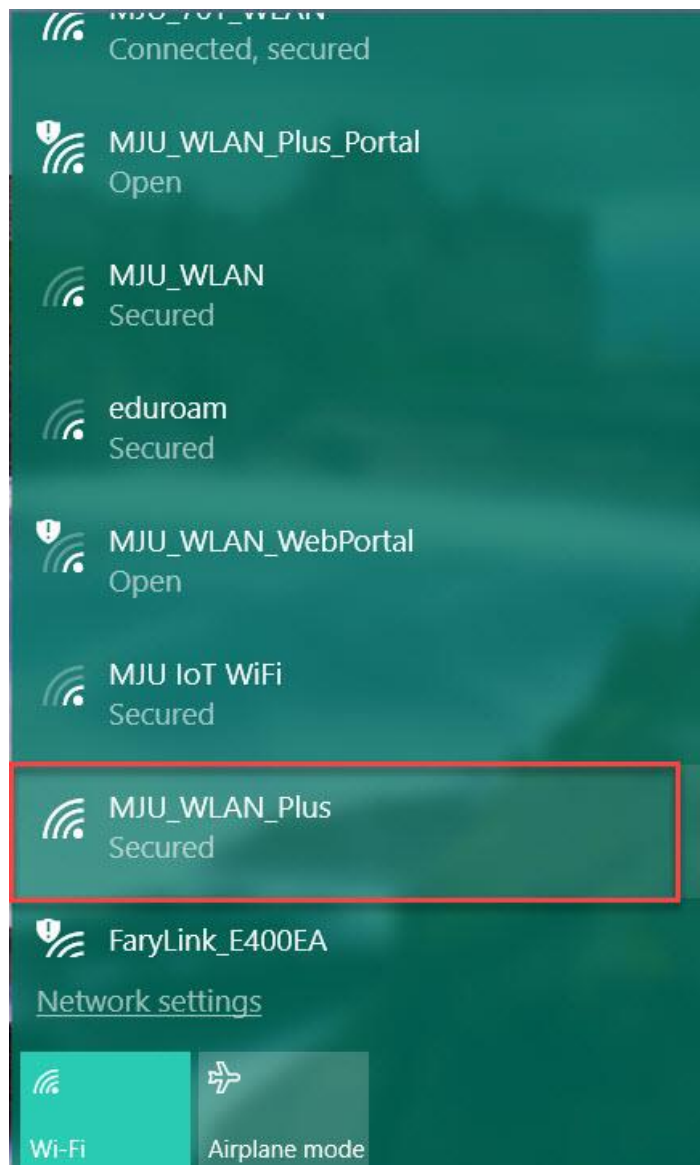 MJU_701_WLAN
Connected, secured
MJU_WLAN_Plus_Portal
Open
MJU_WLAN
Secured
eduroam
Secured
MJU_WLAN_WebPortal
Open
MJU IoT WiFi
Secured
MJU_WLAN_Plus
Secured
FaryLink_E400EA
Network settings
Wi-Fi
Airplane mode